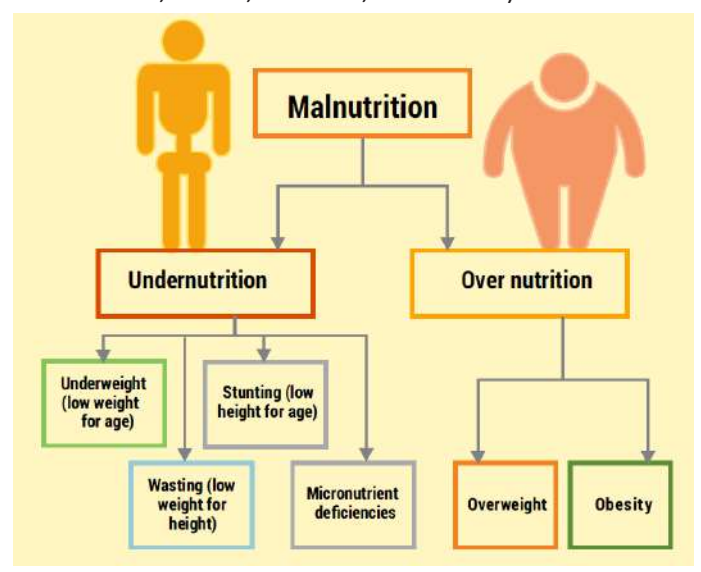 Malnutrition
Undernutrition
Over nutrition
Underweight
(low weight
for age)
Stunting (low
height for age)
Wasting (low
weight for
height)
Micronutrient
deficiencies
Overweight
Obesity